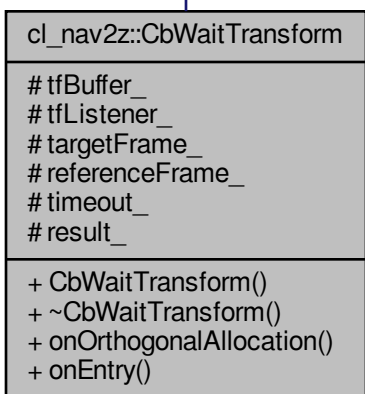 cl_nav2z::CbWaitTransform
# tfBuffer_
# tfListener_
# targetFrame_
# referenceFrame_
# timeout_
# result_
+ CbWaitTransform()
+ ~CbWaitTransform()
+ onOrthogonalAllocation()
+ onEntry()